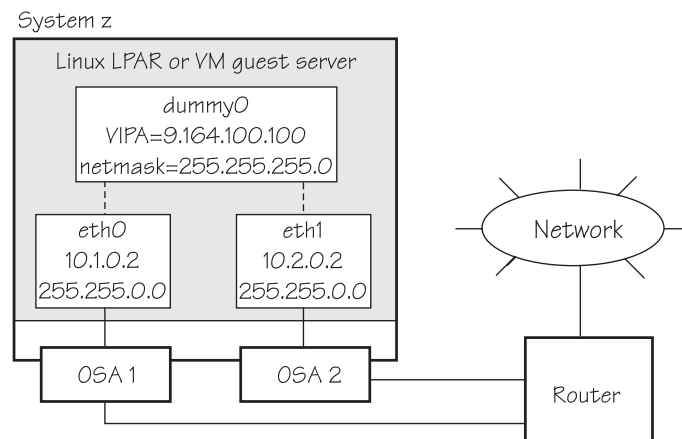 System z
Linux LPAR or VM guest server
dummy0
VIPA=9.164.100.100
netmask=255.255.255.0
eth0
10.1.0.2
255.255.0.0
eth1
10.2.0.2
255.255.0.0
Network
OSA 1
OSA 2
Router